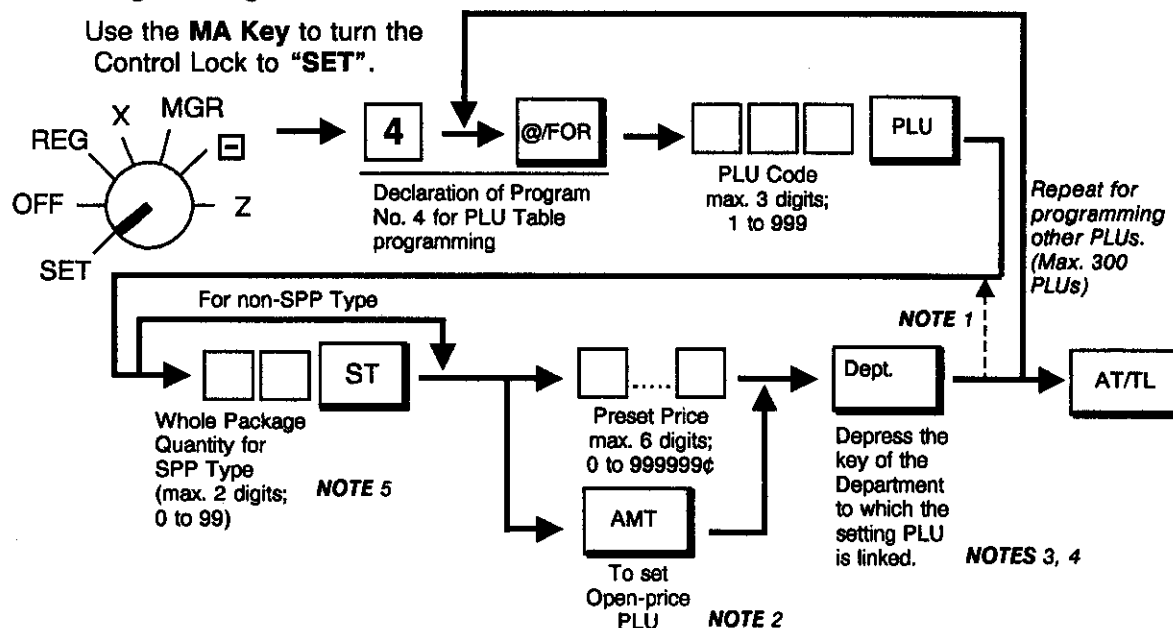 Use the MA Key to turn the
Control Lock to "SET".
MGR
X
REG
OFF
Z
SET
4
@/FOR
PLU
Declaration of Program
No. 4 for PLU Table
programming
PLU Code
max. 3 digits;
1 to 999
Repeat for
programming
other PLUs.
(Max. 300
PLUs)
For non-SPP Type
NOTE 1
ST
.....
Dept.
AT/TL
Whole Package
Quantity for
SPP Type
(max. 2 digits;
0 to 99)
NOTE 5
Preset Price
max. 6 digits;
0 to 999999¢
AMT
To set
Open-price
PLU
NOTE 2
Depress the
key of the
Department
to which the
setting PLU
is linked.
NOTES 3, 4